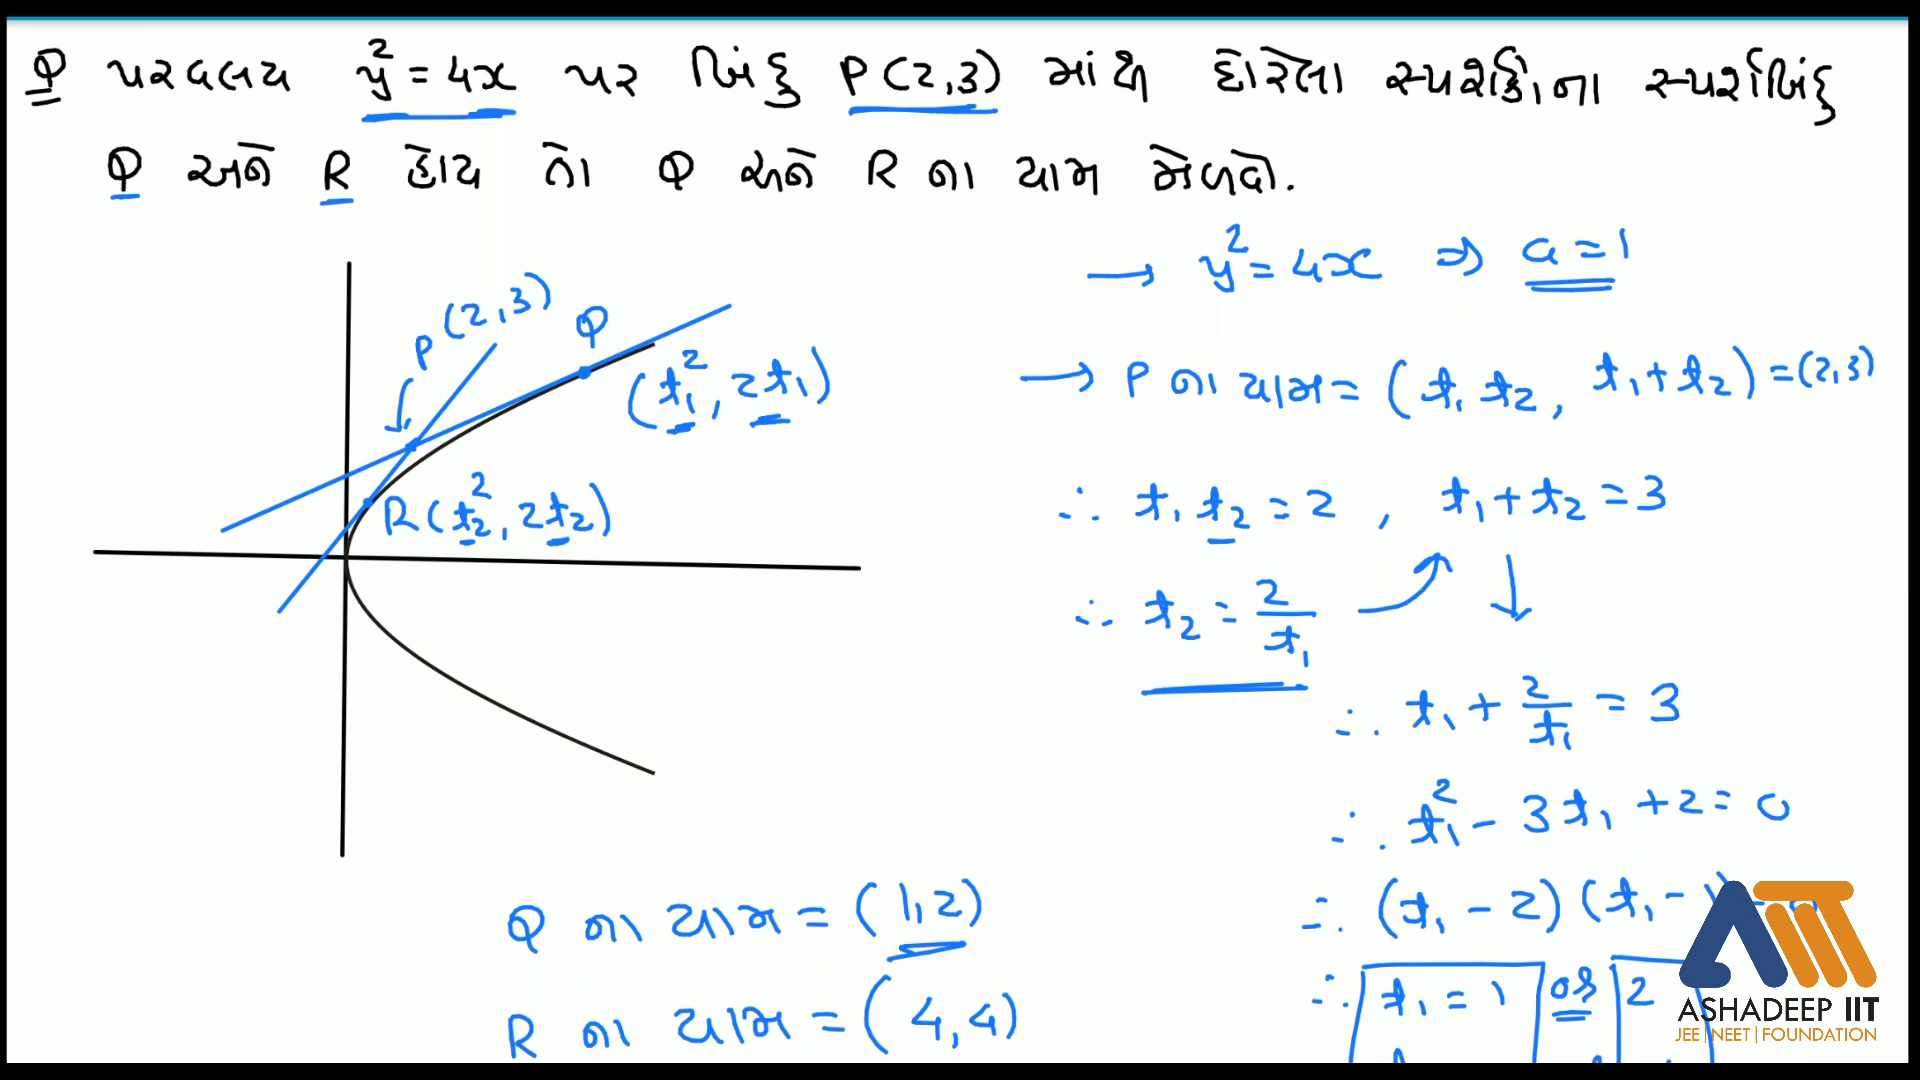 Q પરવલય y² = 4x પર બિંદુ P(2,3) માંથી દોરેલા સ્પર્શકોના સ્પર્શબિંદુ
Q અને R હોય તો Q અને R ના યામ મેળવો.
→ y² = 4x ⇒ a = 1
P(2,3)
Q
(t₁², 2t₁)
→ P ના યામ = (t₁t₂, t₁+t₂) = (2,3)
R(t₂², 2t₂)
∴ t₁t₂ = 2 , t₁+t₂ = 3
∴ t₂ = 2/t₁
∴ t₁ + 2/t₁ = 3
∴ t₁² - 3t₁ + 2 = 0
∴ (t₁ - 2)(t₁ -
Q ના યામ = (1,2)
∴ t₁ = 1 or 2
R ના યામ = (4,4)
ASHADEEP IIT
JEE | NEET | FOUNDATION